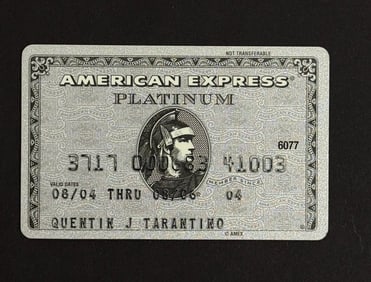 NOT TRANSFERABLE
AMERICAN EXPRESS®
PLATINUM
6077
3717 41003
VALID DATES MEMBER SINCE
08/04 THRU 04
QUENTIN J TARANTINO
© AMEX